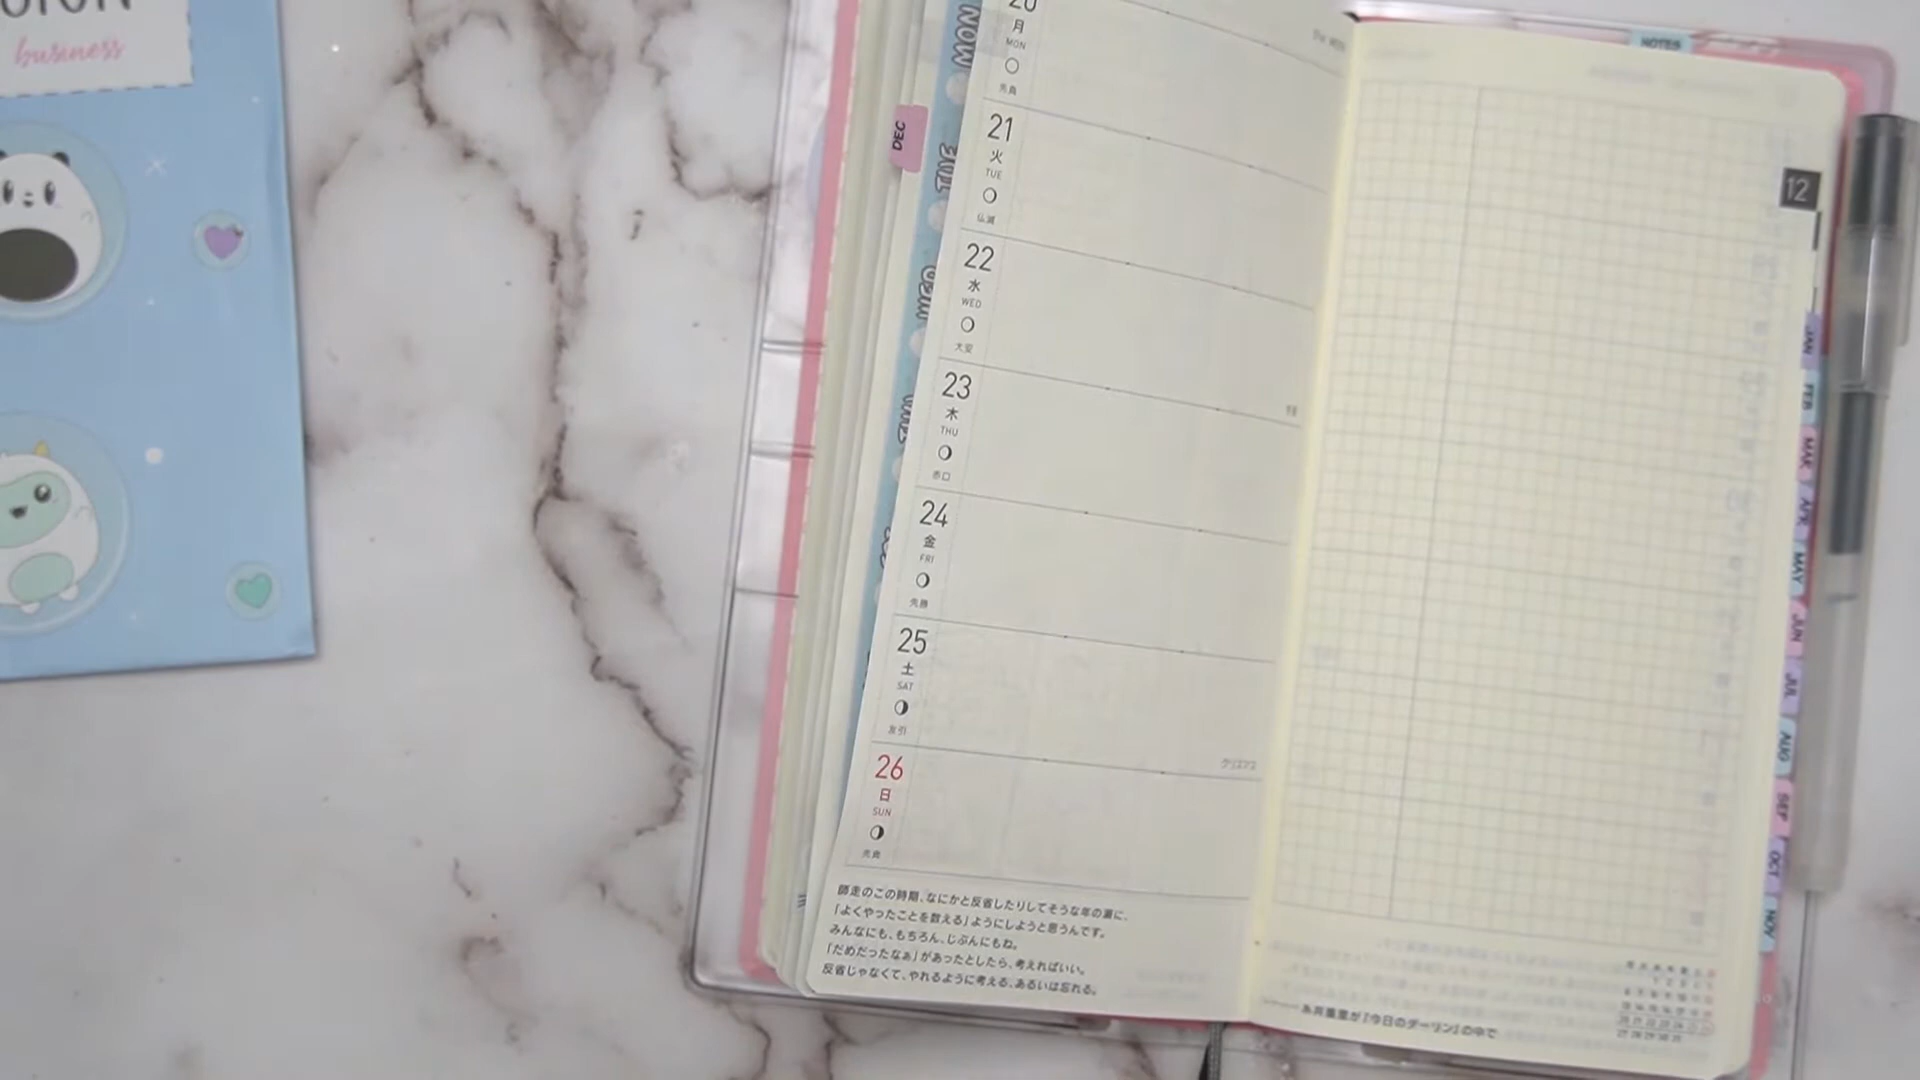 business
NOTES
DEC
MON
TUE
20
月
MON
先負
21
火
TUE
仏滅
22
水
WED
大安
23
木
THU
赤口
24
金
FRI
先勝
25
土
SAT
友引
クリスマス
26
日
SUN
先負
師走のこの時期、なにかと反省したりしてそうな年の瀬に、
「よくやったことを数える」ようにしようと思うんです。
みんなにも、もちろん、じぶんにもね。
「だめだったなぁ」があったとしたら、考えればいい。
反省じゃなくて、やれるように考える、あるいは忘れる。
12
JAN
FEB
MAR
APR
MAY
JUN
JUL
AUG
SEP
OCT
NOV
糸井重里が『今日のダーリン』の中で